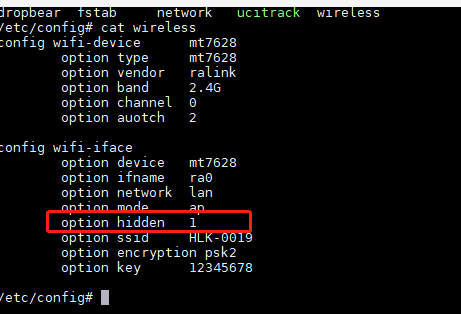 dropbear fstab network ucitrack wireless
/etc/config# cat wireless
config wifi-device mt7628
option type mt7628
option vendor ralink
option band 2.4G
option channel 0
option auotch 2
config wifi-iface
option device mt7628
option ifname ra0
option network lan
option mode ap
option hidden 1
option ssid HLK-0019
option encryption psk2
option key 12345678
/etc/config#